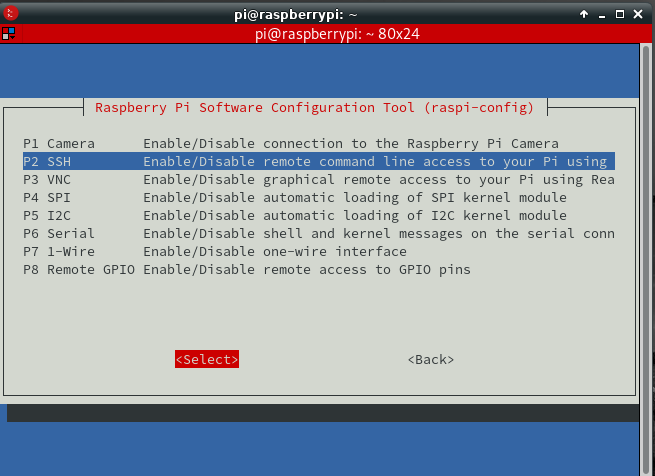 pi@raspberrypi: ~
pi@raspberrypi: ~ 80x24
Raspberry Pi Software Configuration Tool (raspi-config)
P1 Camera Enable/Disable connection to the Raspberry Pi Camera
P2 SSH Enable/Disable remote command line access to your Pi using
P3 VNC Enable/Disable graphical remote access to your Pi using Rea
P4 SPI Enable/Disable automatic loading of SPI kernel module
P5 I2C Enable/Disable automatic loading of I2C kernel module
P6 Serial Enable/Disable shell and kernel messages on the serial conn
P7 1-Wire Enable/Disable one-wire interface
P8 Remote GPIO Enable/Disable remote access to GPIO pins
<Select> <Back>